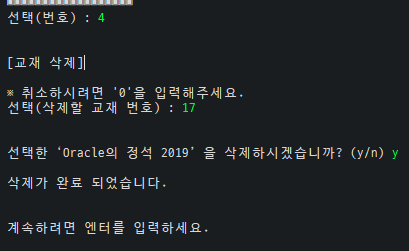 선택(번호) : 4
[교재 삭제]
※ 취소하시려면 '0'을 입력해주세요.
선택(삭제할 교재 번호) : 17
선택한 ‘Oracle의 정석 2019’ 을 삭제하시겠습니까? (y/n) y
삭제가 완료 되었습니다.
계속하려면 엔터를 입력하세요.